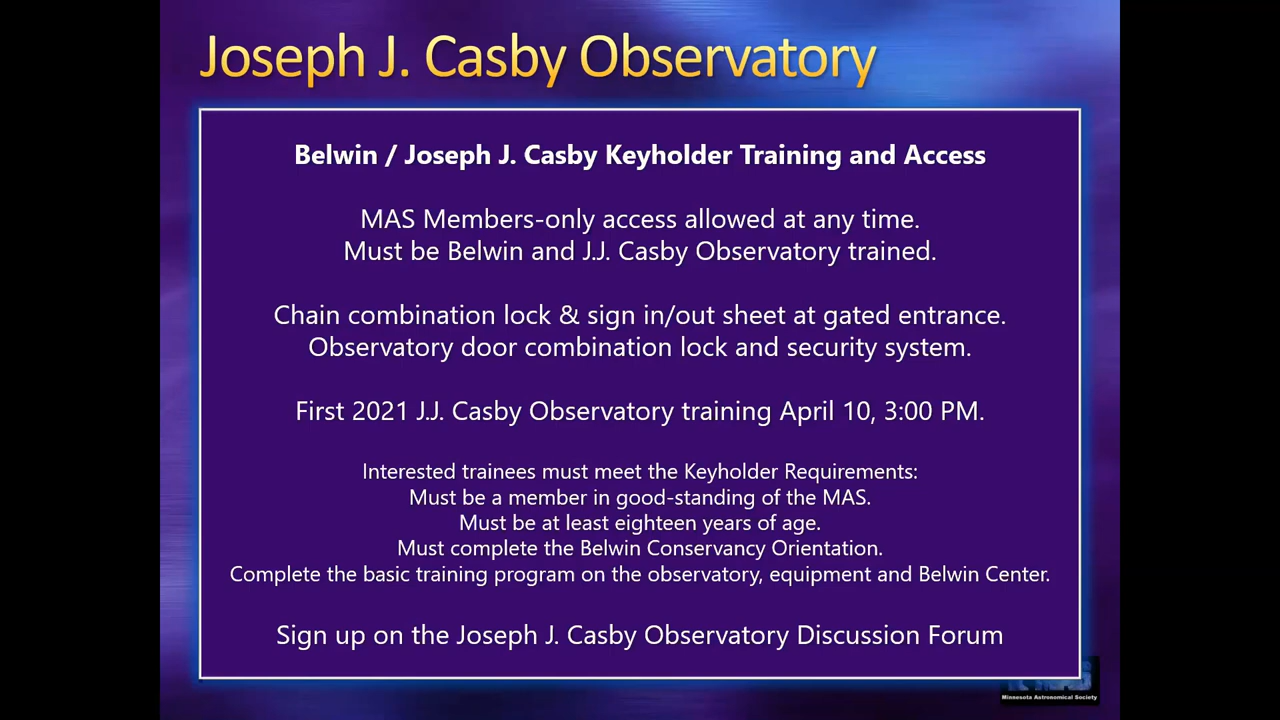 Joseph J. Casby Observatory
Belwin / Joseph J. Casby Keyholder Training and Access
MAS Members-only access allowed at any time.
Must be Belwin and J.J. Casby Observatory trained.
Chain combination lock & sign in/out sheet at gated entrance.
Observatory door combination lock and security system.
First 2021 J.J. Casby Observatory training April 10, 3:00 PM.
Interested trainees must meet the Keyholder Requirements:
Must be a member in good-standing of the MAS.
Must be at least eighteen years of age.
Must complete the Belwin Conservancy Orientation.
Complete the basic training program on the observatory, equipment and Belwin Center.
Sign up on the Joseph J. Casby Observatory Discussion Forum
Minnesota Astronomical Society